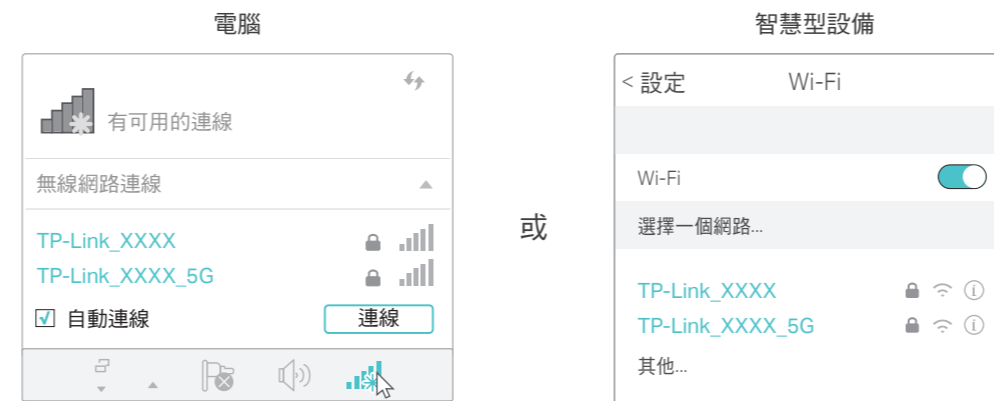 電腦
有可用的連線
無線網路連線
TP-Link_XXXX
TP-Link_XXXX_5G
自動連線
連線
或
智慧型設備
< 設定
Wi-Fi
Wi-Fi
選擇一個網路...
TP-Link_XXXX
TP-Link_XXXX_5G
其他...